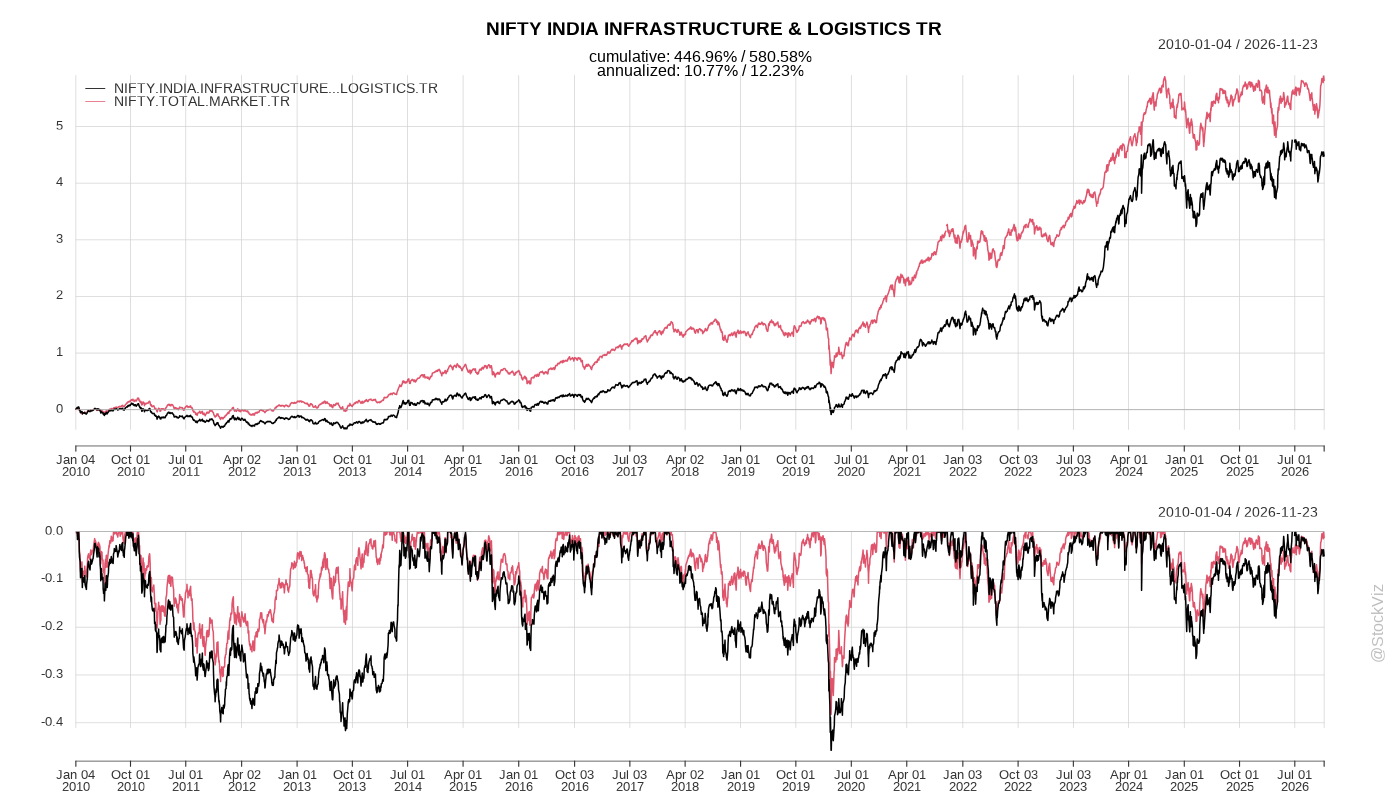 NIFTY INDIA INFRASTRUCTURE & LOGISTICS TR
2010-01-04 / 2026-11-23
cumulative: 446.96% / 580.58%
annualized: 10.77% / 12.23%
NIFTY.INDIA.INFRASTRUCTURE...LOGISTICS.TR
NIFTY.TOTAL.MARKET.TR
5
4
3
2
1
0
Jan 04 Oct 01 Jul 01 Apr 02 Jan 01 Oct 01 Jul 01 Apr 01 Jan 01 Oct 03 Jul 03 Apr 02 Jan 01 Oct 01 Jul 01 Apr 01 Jan 03 Oct 03 Jul 03 Apr 01 Jan 01 Oct 01 Jul 01
2010 2010 2011 2012 2013 2013 2014 2015 2016 2016 2017 2018 2019 2019 2020 2021 2022 2022 2023 2024 2025 2025 2026
2010-01-04 / 2026-11-23
0.0
-0.1
-0.2
-0.3
-0.4
Jan 04 Oct 01 Jul 01 Apr 02 Jan 01 Oct 01 Jul 01 Apr 01 Jan 01 Oct 03 Jul 03 Apr 02 Jan 01 Oct 01 Jul 01 Apr 01 Jan 03 Oct 03 Jul 03 Apr 01 Jan 01 Oct 01 Jul 01
2010 2010 2011 2012 2013 2013 2014 2015 2016 2016 2017 2018 2019 2019 2020 2021 2022 2022 2023 2024 2025 2025 2026
@StockViz